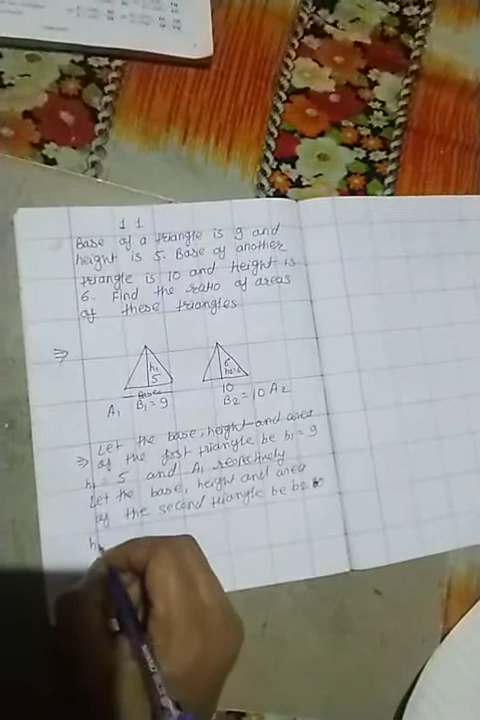 1 1
Base of a triangle is 9 and
height is 5. Base of another
triangle is 10 and height is
6. Find the ratio of areas
of these triangles
⇒
h1
5
6
Base
10
A1 B1 = 9
B2 = 10 A2
⇒ Let the base, height and area
of the first triangle be b1 = 9
h1 = 5 and A1 respectively
Let the base, height and area
of the second triangle be b2
h